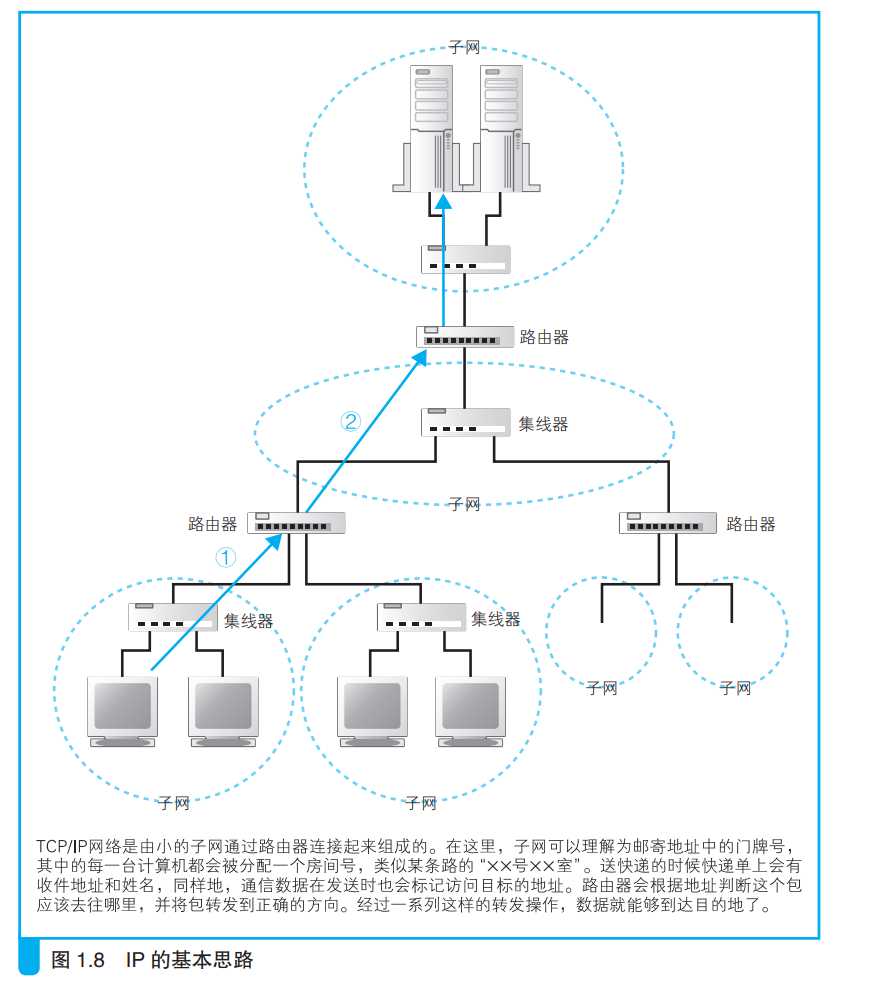 子网
路由器
②
集线器
子网
路由器
路由器
①
集线器
集线器
子网
子网
子网
子网
TCP/IP网络是由小的子网通过路由器连接起来组成的。在这里，子网可以理解为邮寄地址中的门牌号，
其中的每一台计算机都会被分配一个房间号，类似某条路的“××号××室”。送快递的时候快递单上会有
收件地址和姓名，同样地，通信数据在发送时也会标记访问目标的地址。路由器会根据地址判断这个包
应该去往哪里，并将包转发到正确的方向。经过一系列这样的转发操作，数据就能够到达目的地了。
图 1.8 IP 的基本思路